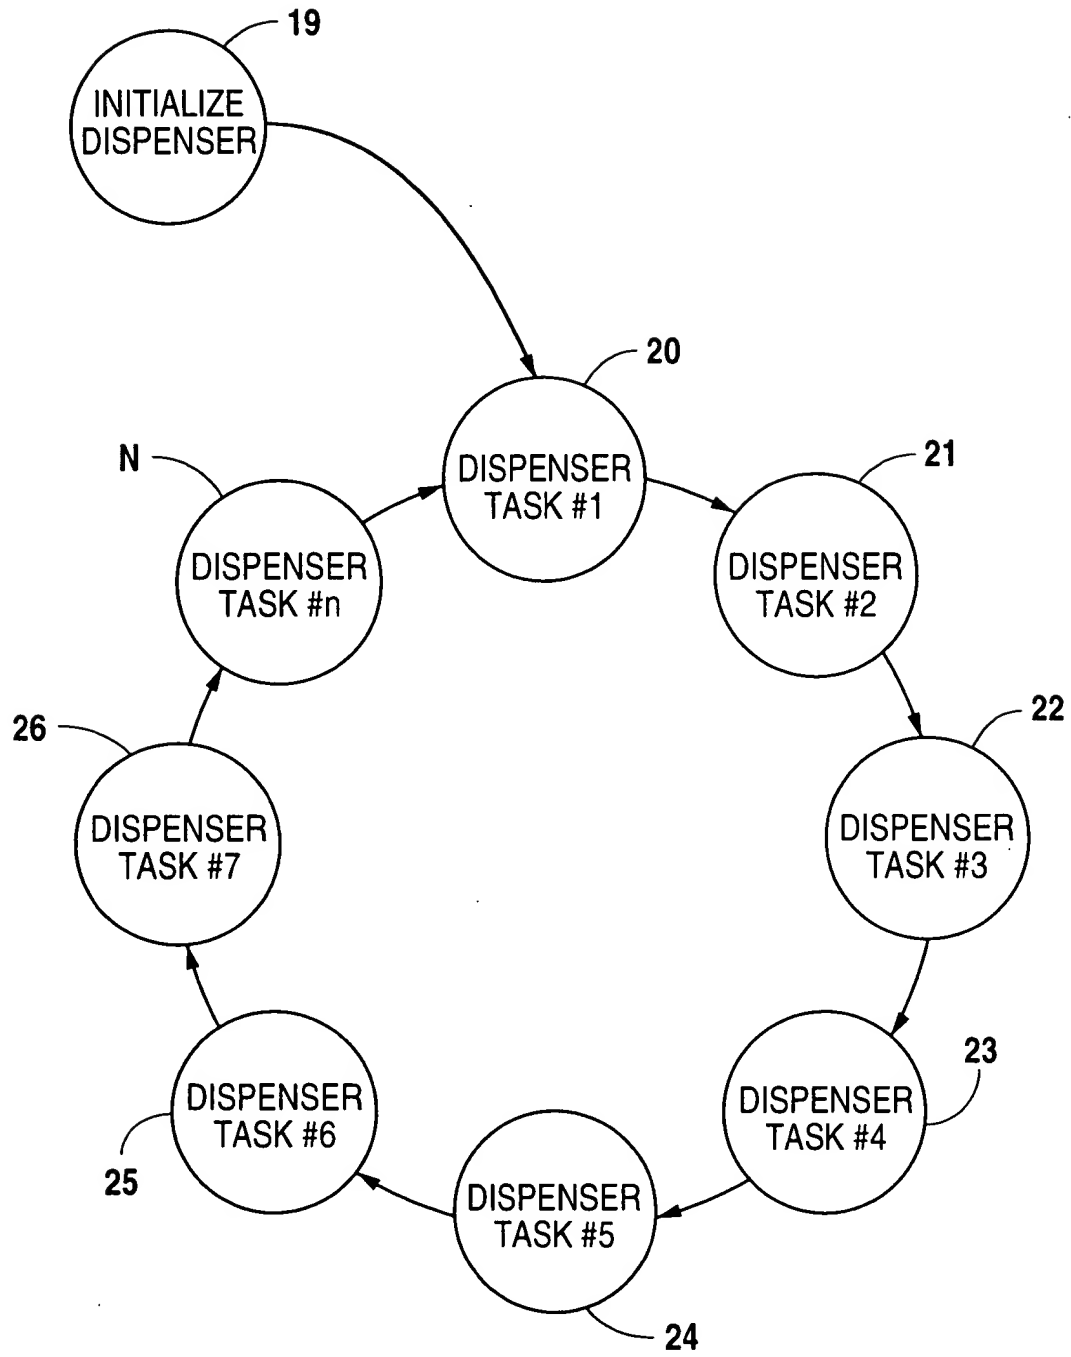 19
INITIALIZE
DISPENSER
20
DISPENSER
TASK #1
21
DISPENSER
TASK #2
22
DISPENSER
TASK #3
23
DISPENSER
TASK #4
24
DISPENSER
TASK #5
25
DISPENSER
TASK #6
26
DISPENSER
TASK #7
N
DISPENSER
TASK #n